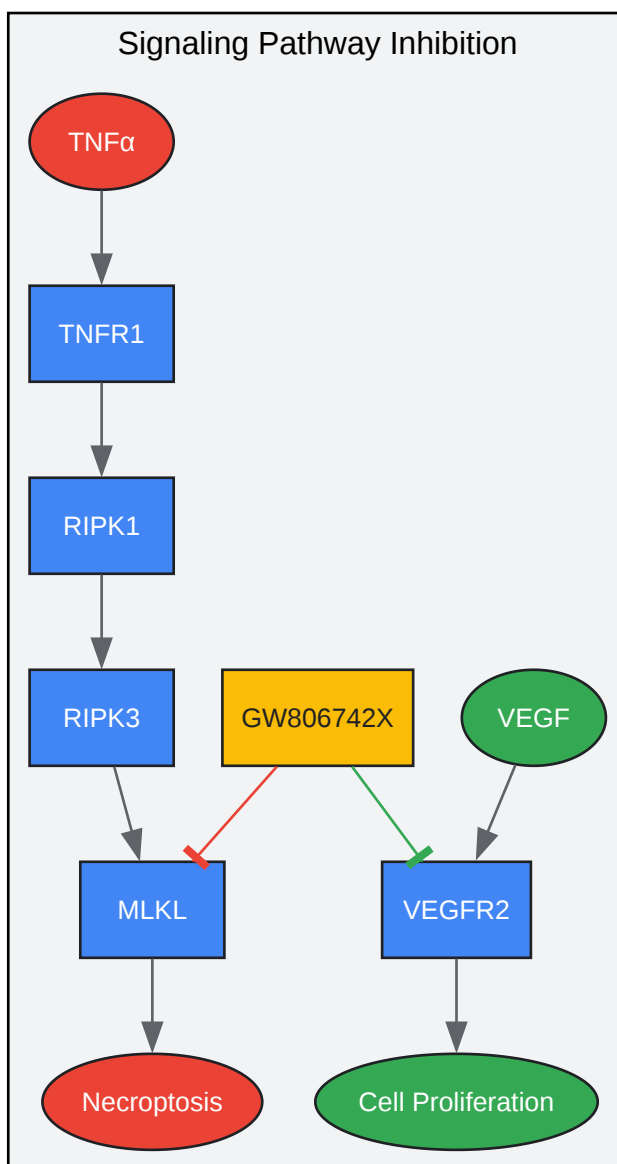 Signaling Pathway Inhibition
TNFα
TNFR1
RIPK1
RIPK3
GW806742X
VEGF
MLKL
VEGFR2
Necroptosis
Cell Proliferation